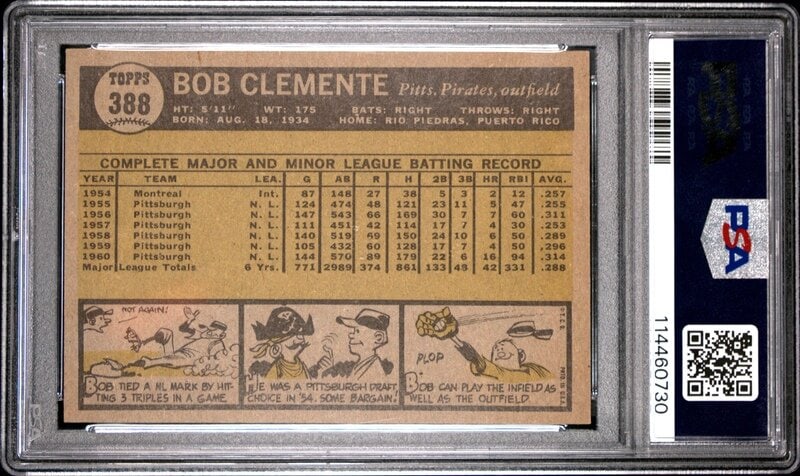 TOPPS
388
BOB CLEMENTE Pitts. Pirates, outfield
HT: 5'11" WT: 175 BATS: RIGHT THROWS: RIGHT
BORN: AUG. 18, 1934 HOME: RIO PIEDRAS, PUERTO RICO
COMPLETE MAJOR AND MINOR LEAGUE BATTING RECORD
YEAR TEAM LEA. G AB R H 2B 3B HR RBI AVG.
1954 Montreal Int. 87 148 27 38 5 3 2 12 .257
1955 Pittsburgh N. L. 124 474 48 121 23 11 5 47 .255
1956 Pittsburgh N. L. 147 543 66 169 30 7 7 60 .311
1957 Pittsburgh N. L. 111 451 42 114 17 7 4 30 .253
1958 Pittsburgh N. L. 140 519 69 150 24 10 6 50 .289
1959 Pittsburgh N. L. 105 432 60 128 17 7 4 50 .296
1960 Pittsburgh N. L. 144 570 89 179 22 6 16 94 .314
Major League Totals 6 Yrs. 771 2989 374 861 133 48 42 331 .288
NOT AGAIN!
BOB TIED A NL MARK BY HIT-
TING 3 TRIPLES IN A GAME.
HE WAS A PITTSBURGH DRAFT
CHOICE IN '54. SOME BARGAIN!
PLOP
BOB CAN PLAY THE INFIELD AS
WELL AS THE OUTFIELD.
PSA
114460730